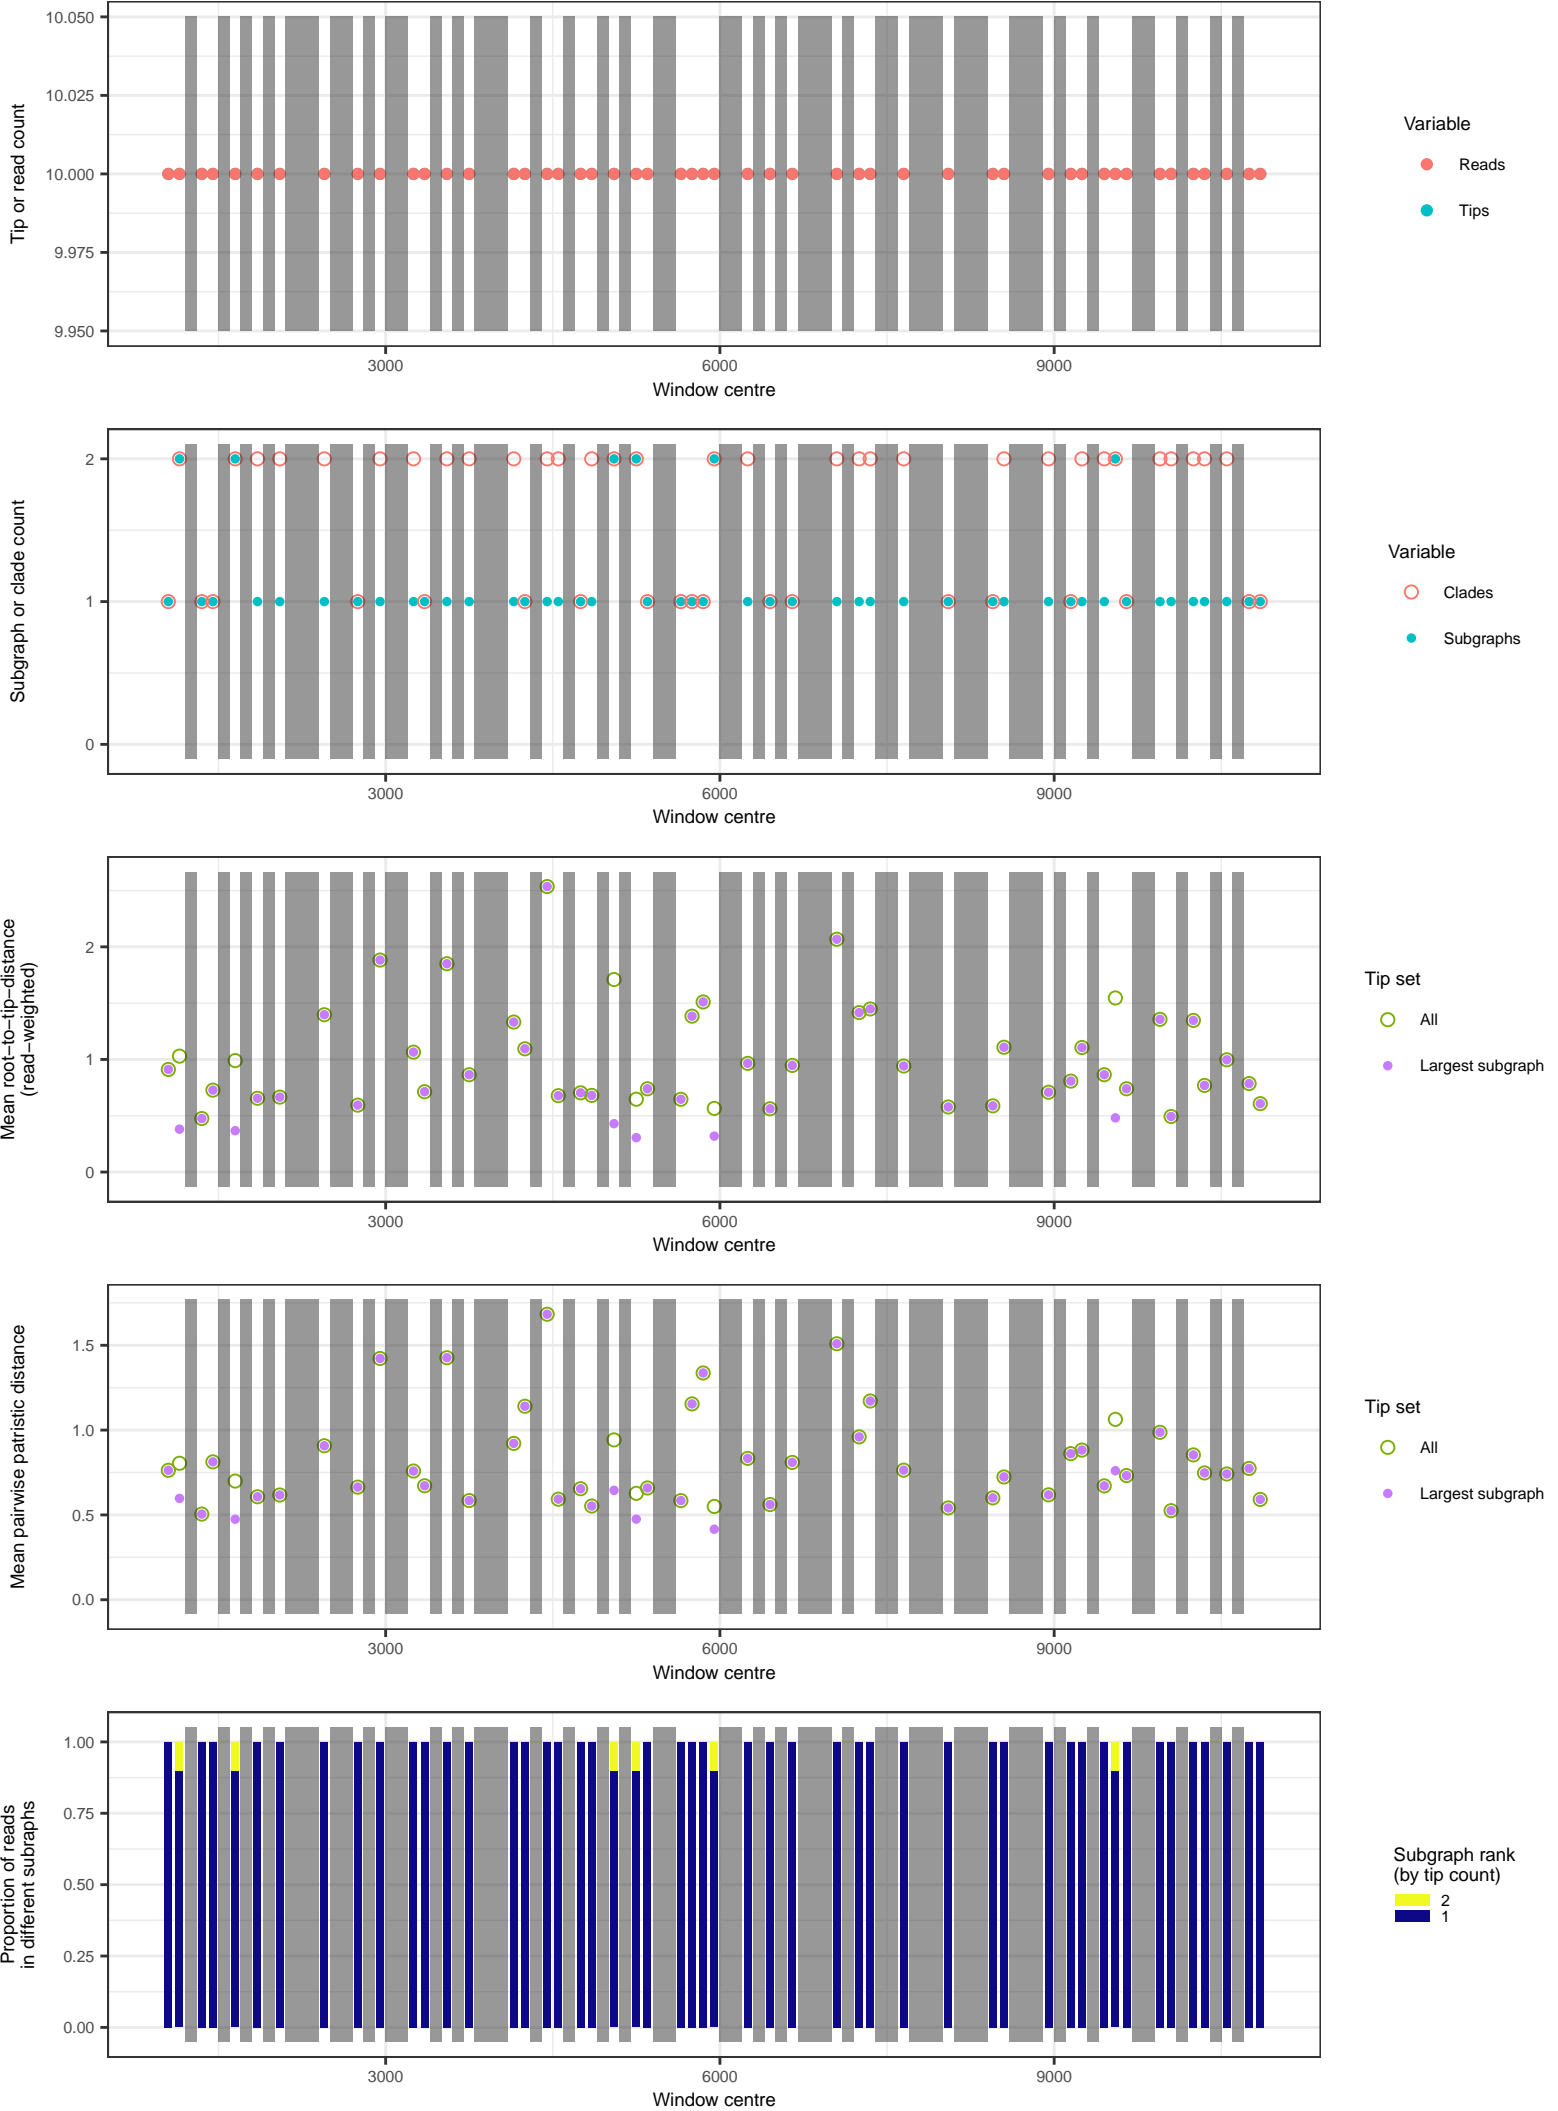 10.050
10.025
10.000
9.975
9.950
Tip or read count
3000
6000
9000
Window centre
Variable
Reads
Tips
2
1
0
Subgraph or clade count
3000
6000
9000
Window centre
Variable
Clades
Subgraphs
2
1
0
Mean root−to−tip−distance
(read−weighted)
3000
6000
9000
Window centre
Tip set
All
Largest subgraph
1.5
1.0
0.5
0.0
Mean pairwise patristic distance
3000
6000
9000
Window centre
Tip set
All
Largest subgraph
1.00
0.75
0.50
0.25
0.00
Proportion of reads
in different subraphs
3000
6000
9000
Window centre
Subgraph rank
(by tip count)
2
1